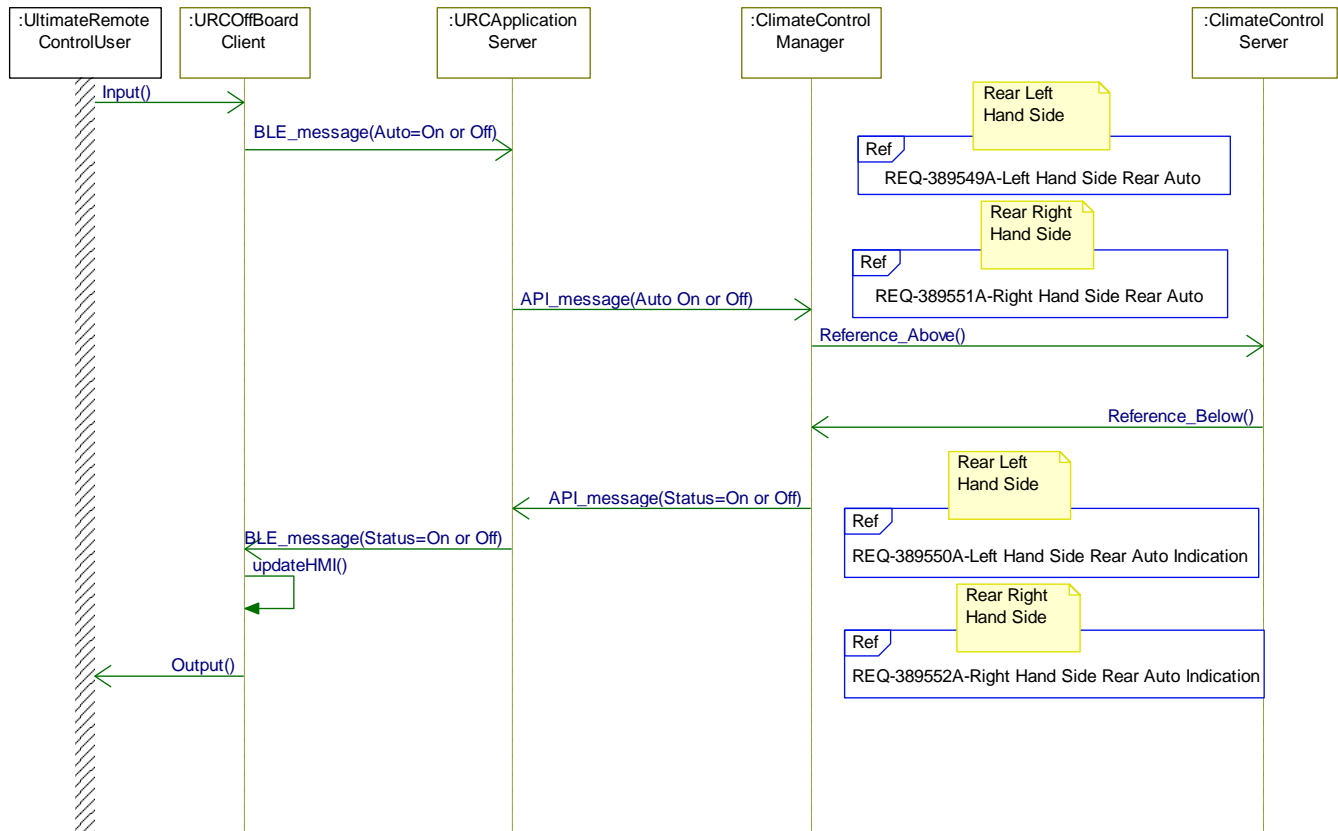 :UltimateRemote
ControlUser
:URCOffBoard
Client
:URCApplication
Server
:ClimateControl
Manager
:ClimateControl
Server
Input()
BLE_message(Auto=On or Off)
Rear Left
Hand Side
Ref
REQ-389549A-Left Hand Side Rear Auto
Rear Right
Hand Side
Ref
REQ-389551A-Right Hand Side Rear Auto
API_message(Auto On or Off)
Reference_Above()
Reference_Below()
Rear Left
Hand Side
API_message(Status=On or Off)
Ref
REQ-389550A-Left Hand Side Rear Auto Indication
BLE_message(Status=On or Off)
updateHMI()
Rear Right
Hand Side
Ref
REQ-389552A-Right Hand Side Rear Auto Indication
Output()